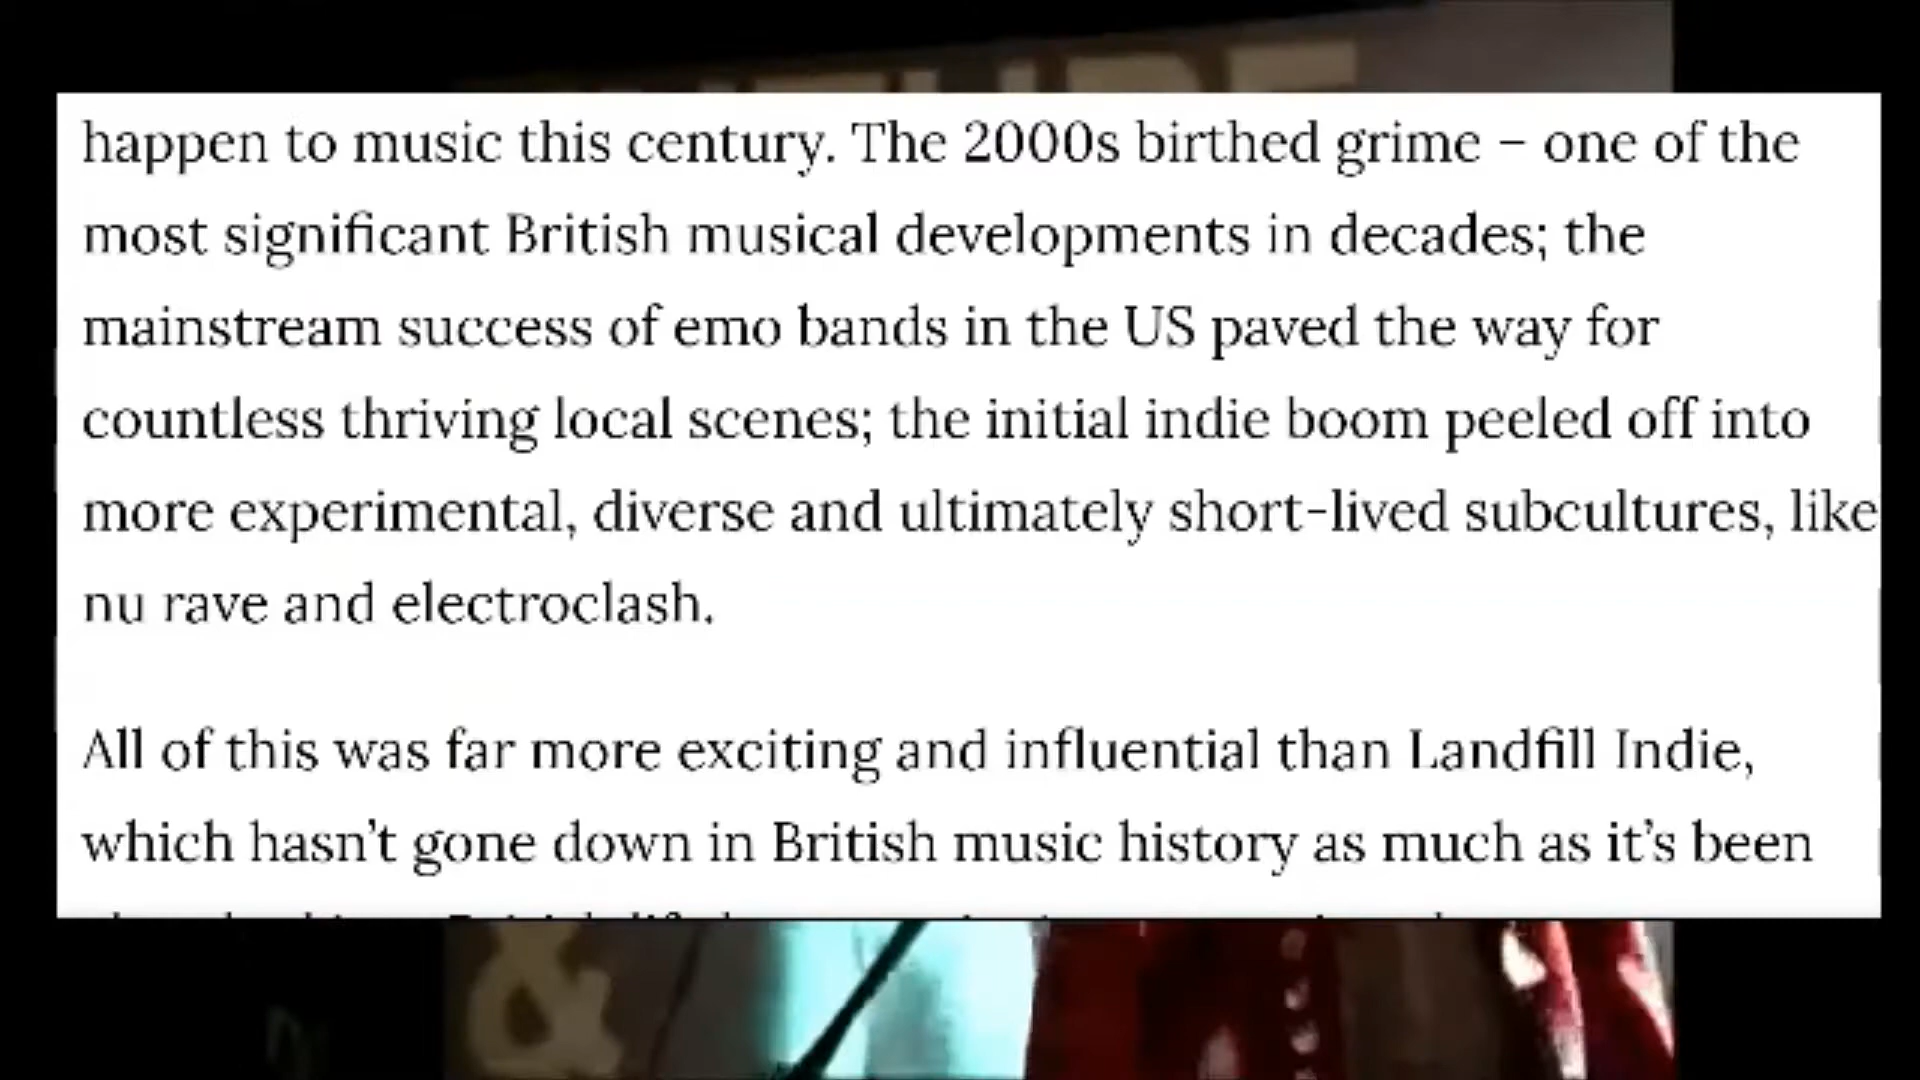 happen to music this century. The 2000s birthed grime – one of the
most significant British musical developments in decades; the
mainstream success of emo bands in the US paved the way for
countless thriving local scenes; the initial indie boom peeled off into
more experimental, diverse and ultimately short-lived subcultures, like
nu rave and electroclash.
All of this was far more exciting and influential than Landfill Indie,
which hasn't gone down in British music history as much as it's been
&